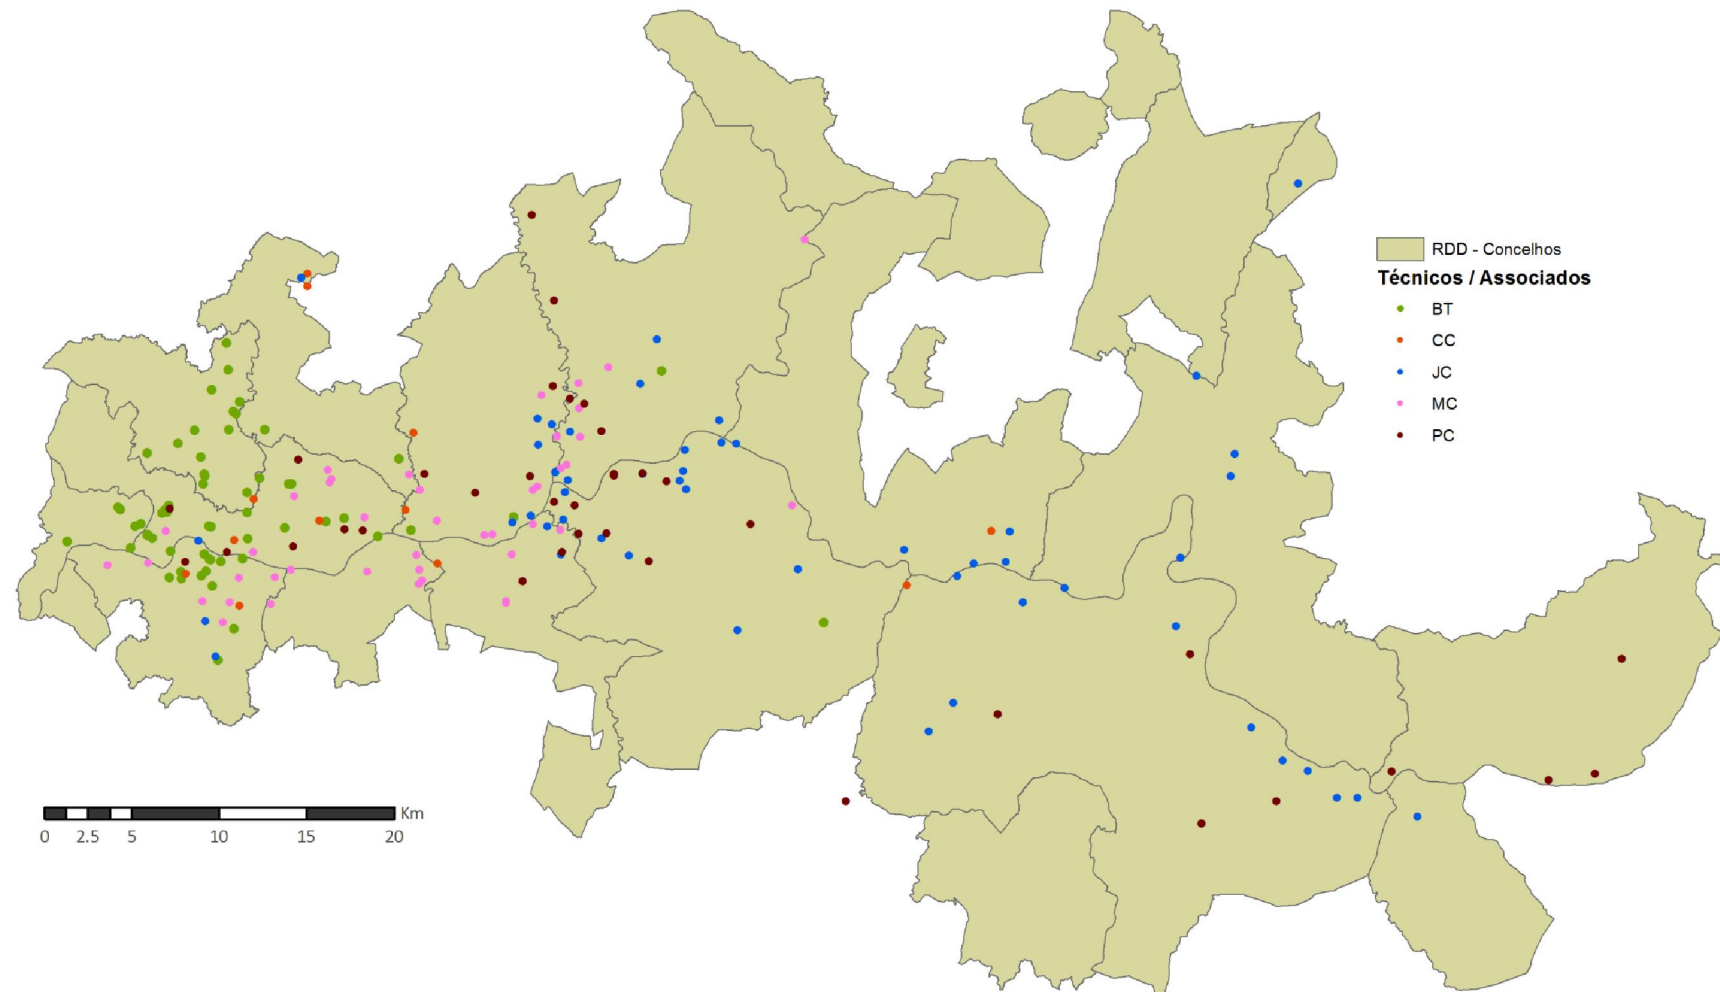 RDD - Concelhos
Técnicos / Associados
BT
CC
JC
MC
PC
Km
0 2.5 5 10 15 20